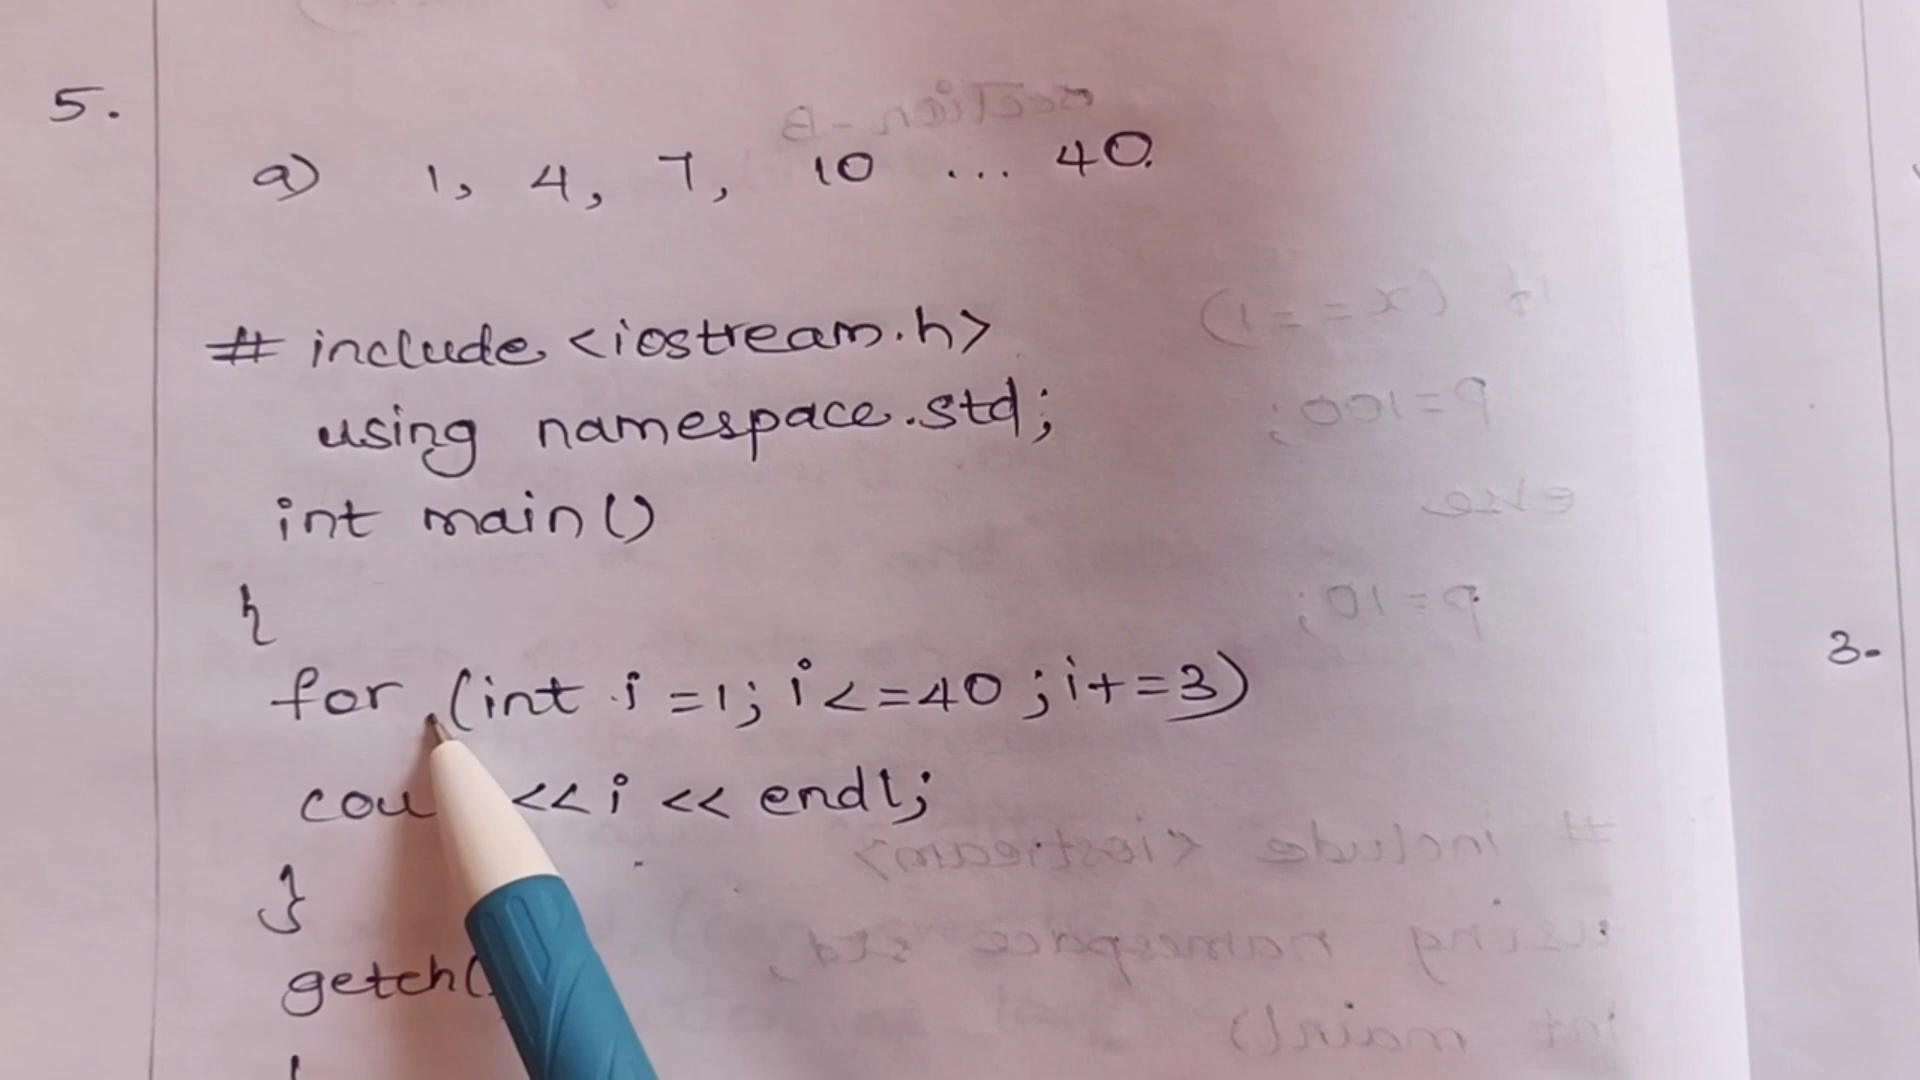 5.
a) 1, 4, 7, 10 ... 40.
# include <iostream.h>
using namespace.std;
int main()
{
for (int i =1; i<=40; i+=3)
cou << i << endl;
}
getch(
3.